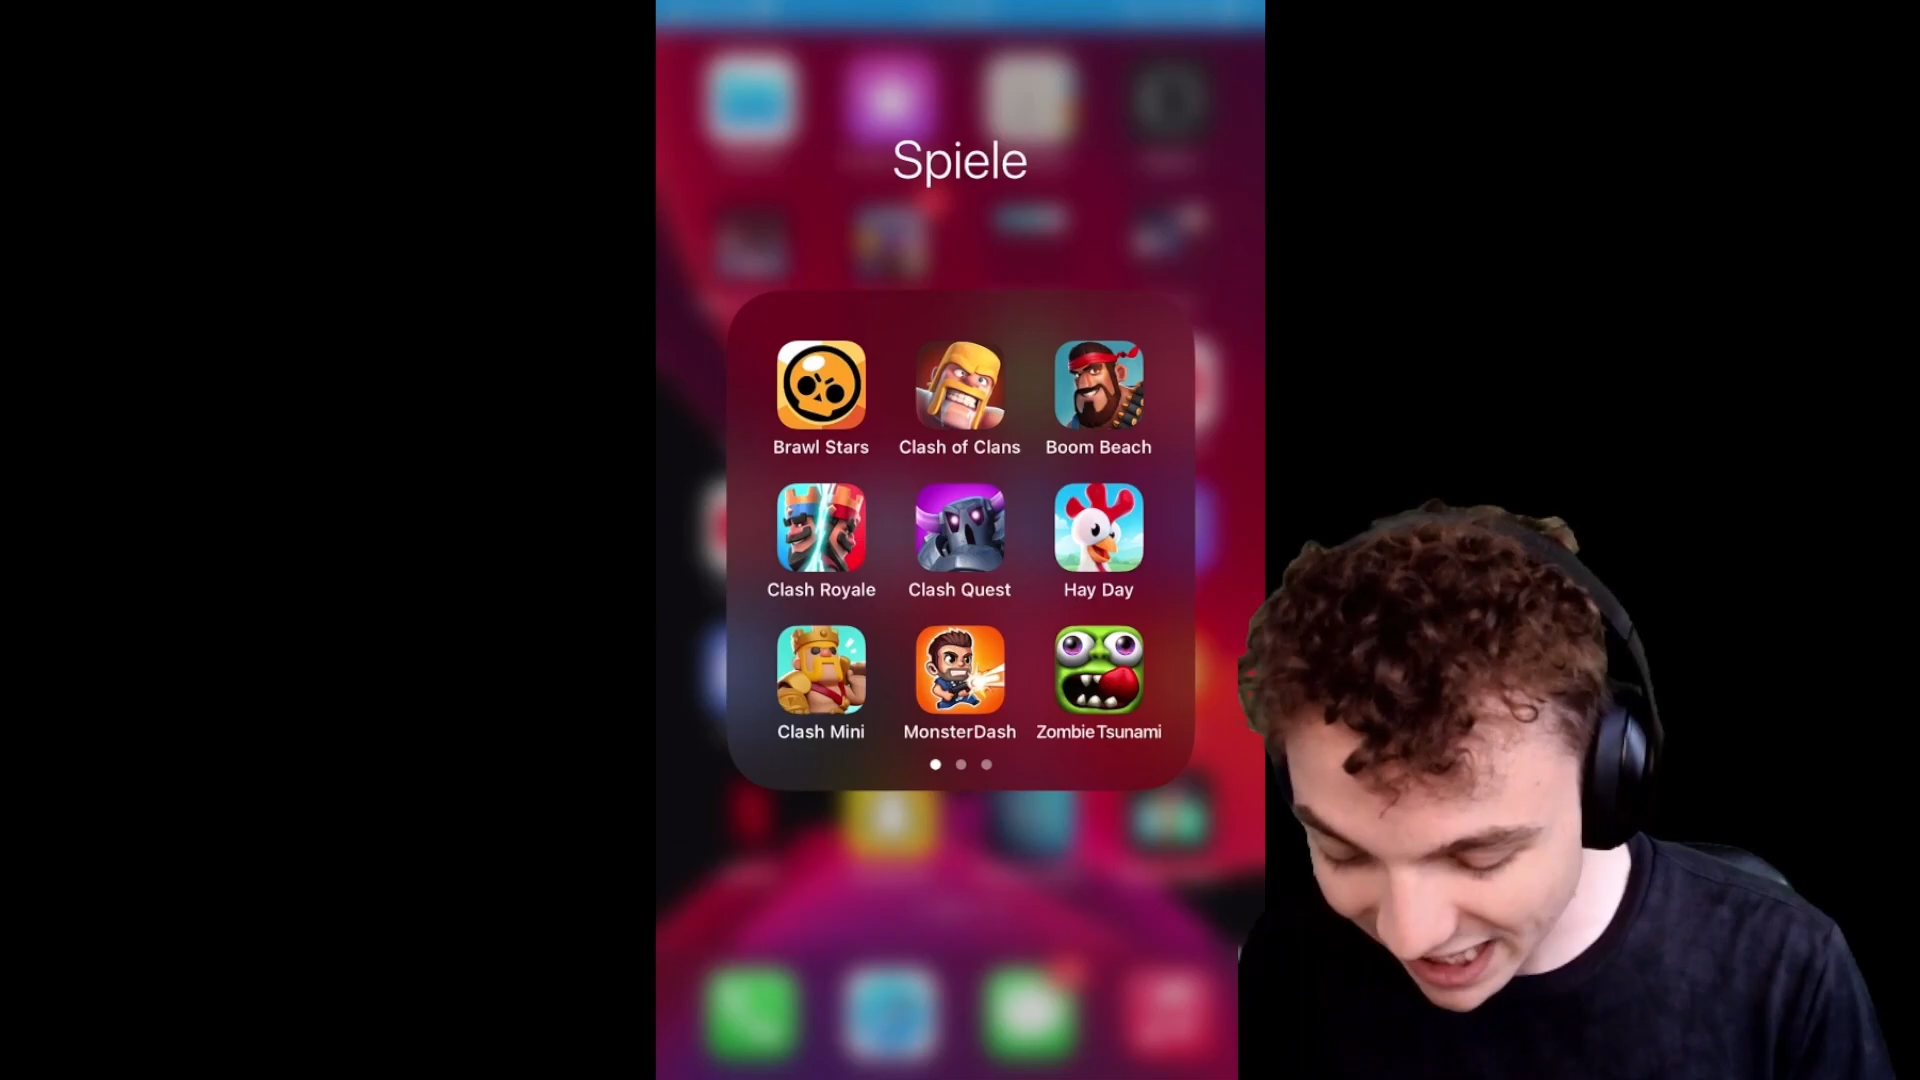 Spiele
Brawl Stars
Clash of Clans
Boom Beach
Clash Royale
Clash Quest
Hay Day
Clash Mini
MonsterDash
Zombie Tsunami